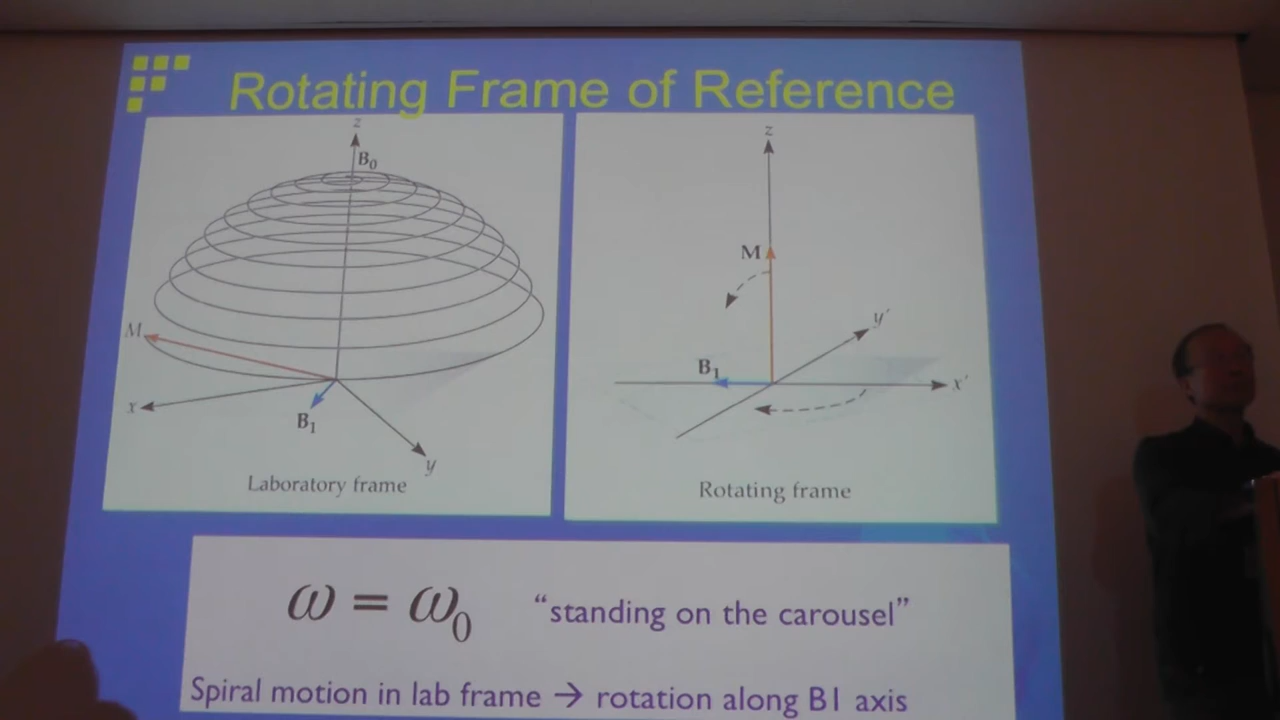 Rotating Frame of Reference
z
B₀
M
x
B₁
y
Laboratory frame
z
M
y′
B₁
x′
Rotating frame
ω = ω₀
“standing on the carousel”
Spiral motion in lab frame → rotation along B1 axis